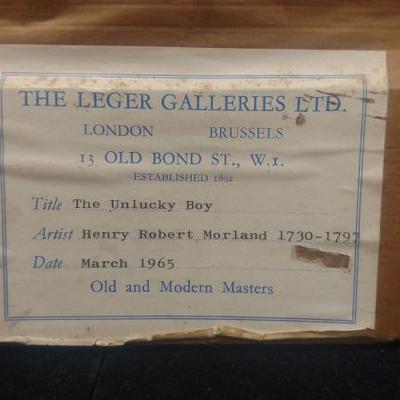 THE LEGER GALLERIES LTD.
LONDON BRUSSELS
13 OLD BOND ST., W.1.
ESTABLISHED 1892
Title The Unlucky Boy
Artist Henry Robert Morland 1730-1797
Date March 1965
Old and Modern Masters